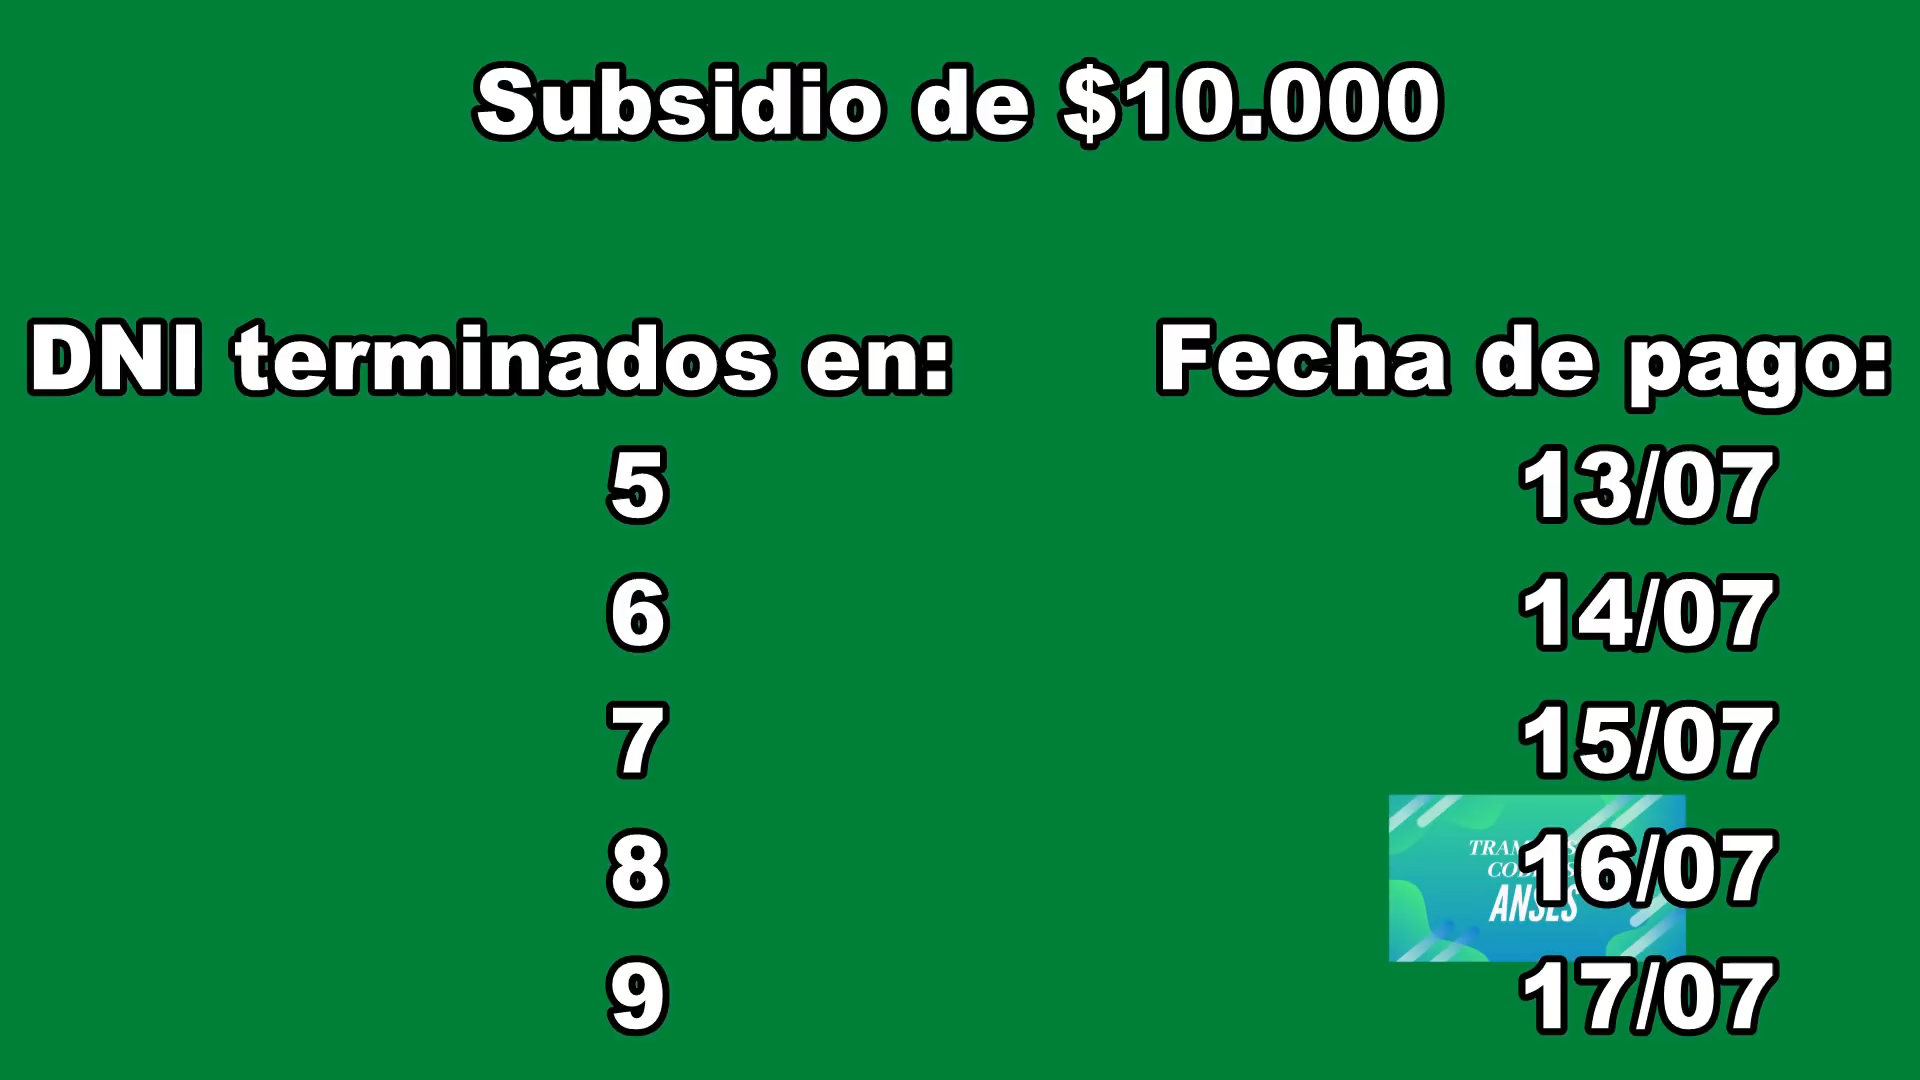 Subsidio de $10.000
DNI terminados en: Fecha de pago:
5 13/07
6 14/07
7 15/07
8 16/07
9 17/07
ANSES